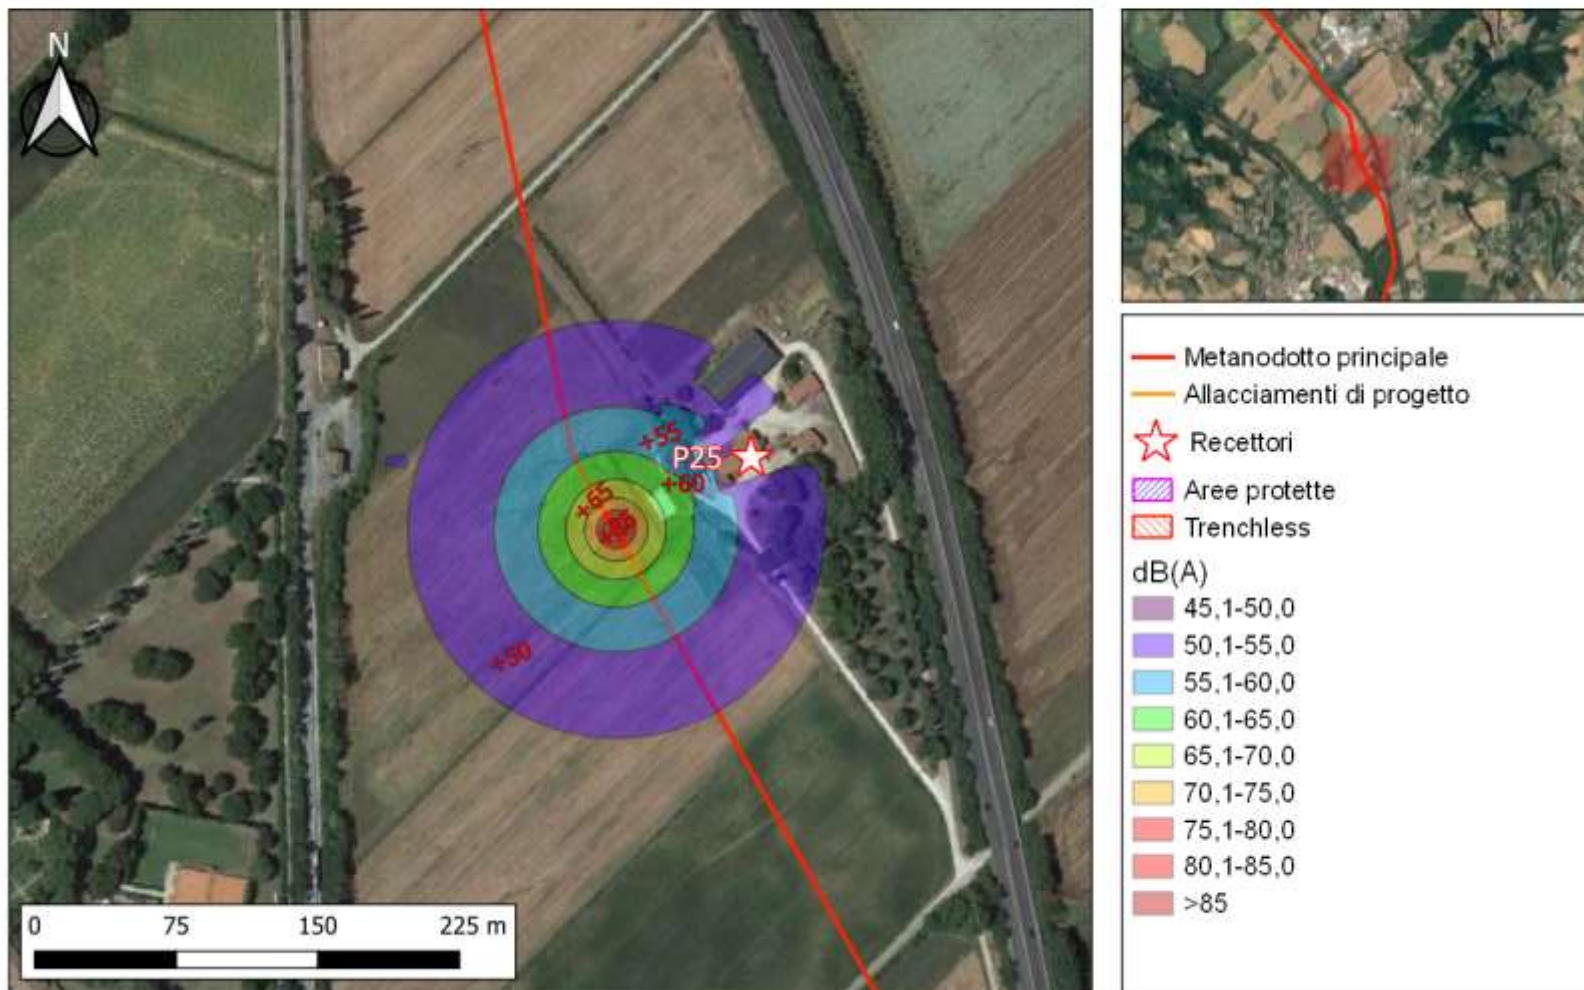 N
+55
P25
+60
+65
+50
0 75 150 225 m
Metanodotto principale
Allacciamenti di progetto
Recettori
Aree protette
Trenchless
dB(A)
45,1-50,0
50,1-55,0
55,1-60,0
60,1-65,0
65,1-70,0
70,1-75,0
75,1-80,0
80,1-85,0
>85